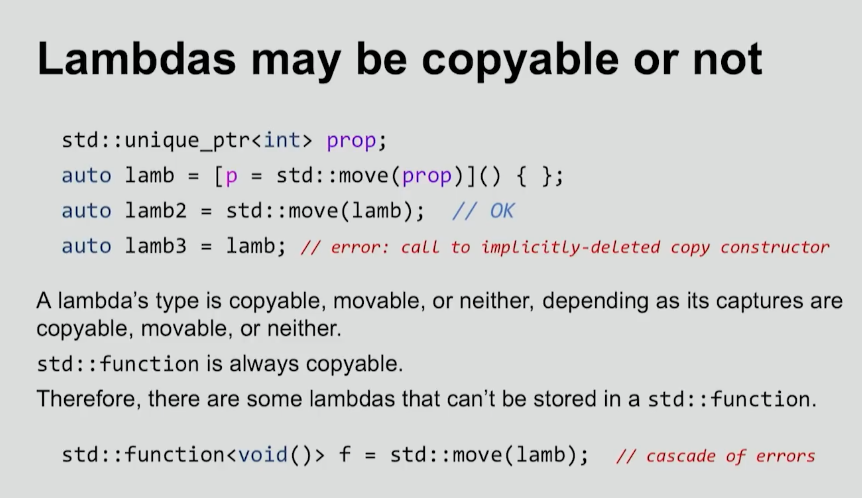 Lambdas may be copyable or not
std::unique_ptr<int> prop;
auto lamb = [p = std::move(prop)]() { };
auto lamb2 = std::move(lamb);  // OK
auto lamb3 = lamb; // error: call to implicitly-deleted copy constructor
A lambda's type is copyable, movable, or neither, depending as its captures are
copyable, movable, or neither.
std::function is always copyable.
Therefore, there are some lambdas that can't be stored in a std::function.
std::function<void()> f = std::move(lamb);  // cascade of errors